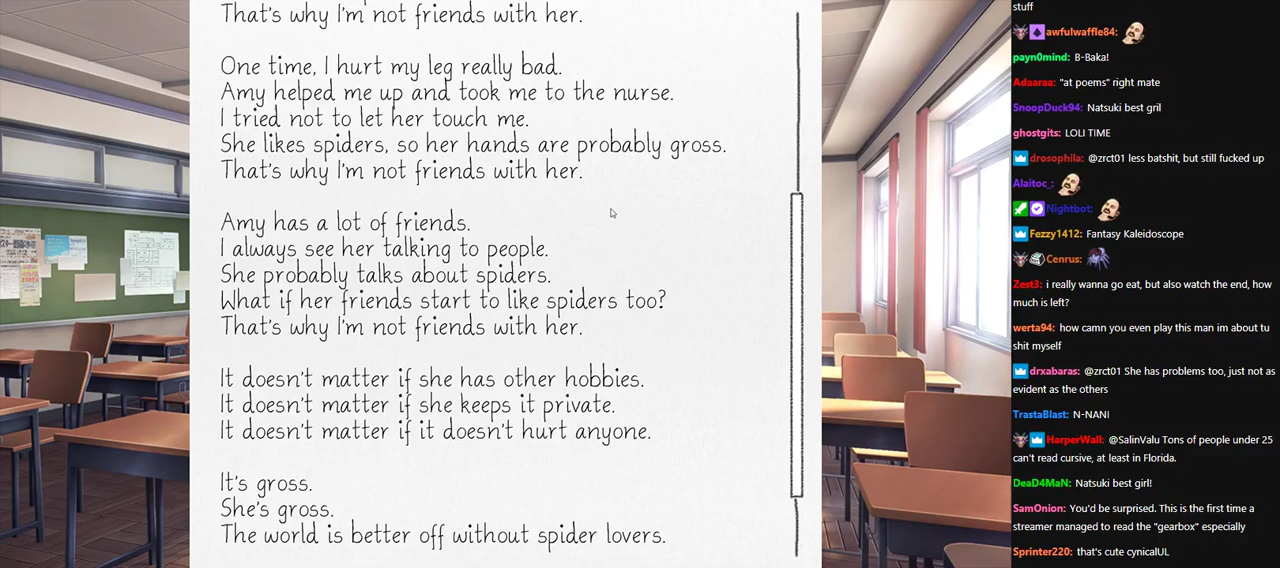 That's why I'm not friends with her.
One time, I hurt my leg really bad.
Amy helped me up and took me to the nurse.
I tried not to let her touch me.
She likes spiders, so her hands are probably gross.
That's why I'm not friends with her.
Amy has a lot of friends.
I always see her talking to people.
She probably talks about spiders.
What if her friends start to like spiders too?
That's why I'm not friends with her.
It doesn't matter if she has other hobbies.
It doesn't matter if she keeps it private.
It doesn't matter if it doesn't hurt anyone.
It's gross.
She's gross.
The world is better off without spider lovers.
stuff
awfulwaffle84:
payn0mind: B-Baka!
Adaaraa: "at poems" right mate
SnoopDuck94: Natsuki best gril
ghostgits: LOLI TIME
drosophila: @zrct01 less batshit, but still fucked up
Alaitoc_:
Nightbot:
Fezzy1412: Fantasy Kaleidoscope
Cenrus:
Zest3: i really wanna go eat, but also watch the end, how
much is left?
werta94: how camn you even play this man im about tu
shit myself
drxabaras: @zrct01 She has problems too, just not as
evident as the others
TrastaBlast: N-NANI
HarperWall: @SalinValu Tons of people under 25
can't read cursive, at least in Florida.
DeaD4MaN: Natsuki best girl!
SamOnion: You'd be surprised. This is the first time a
streamer managed to read the "gearbox" especially
Sprinter220: that's cute cynicalUL